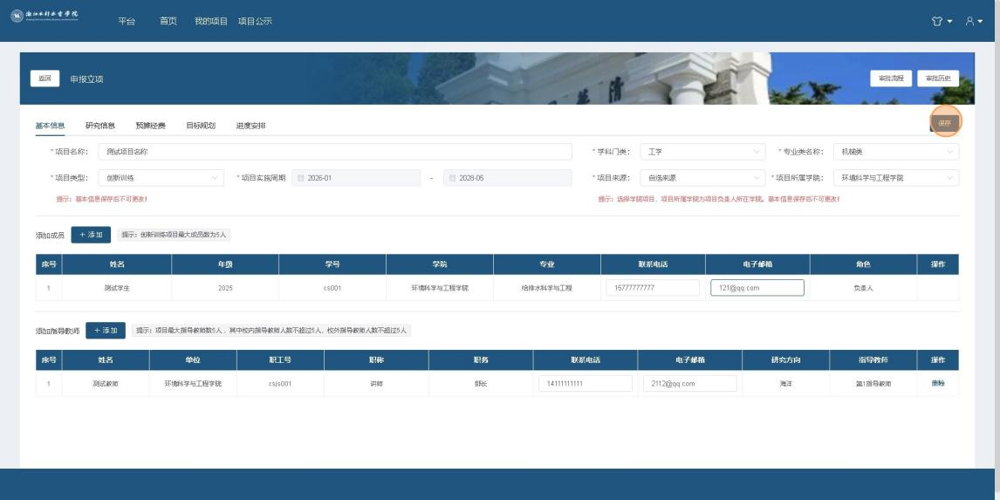 浙江水利水电学院
平台 首页 我的项目 项目公示
返回 申报立项 审批流程 审批历史
基本信息 研究信息 预算经费 目标规划 进度安排 保存
* 项目名称： 测试项目名称 * 学科门类： 工学 * 专业类名称： 机械类
* 项目类型： 创新训练 * 项目实施周期 2026-01 - 2028-05 * 项目来源： 自选来源 * 项目所属学院： 环境科学与工程学院
提示：基本信息保存后不可更改！ 提示：选择学院项目，项目所属学院为项目负责人所在学院。基本信息保存后不可更改！
添加成员 + 添加 提示：创新训练项目最大成员数为5人
序号 姓名 年级 学号 学院 专业 联系电话 电子邮箱 角色 操作
1 测试学生 2025 cs001 环境科学与工程学院 给排水科学与工程 15777777777 121@qq.com 负责人
添加指导教师 + 添加 提示：项目最大指导教师数5人，其中校内指导教师人数不超过5人，校外指导教师人数不超过5人
序号 姓名 单位 职工号 职称 职务 联系电话 电子邮箱 研究方向 指导教师 操作
1 测试教师 环境科学与工程学院 csjs001 讲师 部长 14111111111 2112@qq.com 海洋 第1指导教师 删除